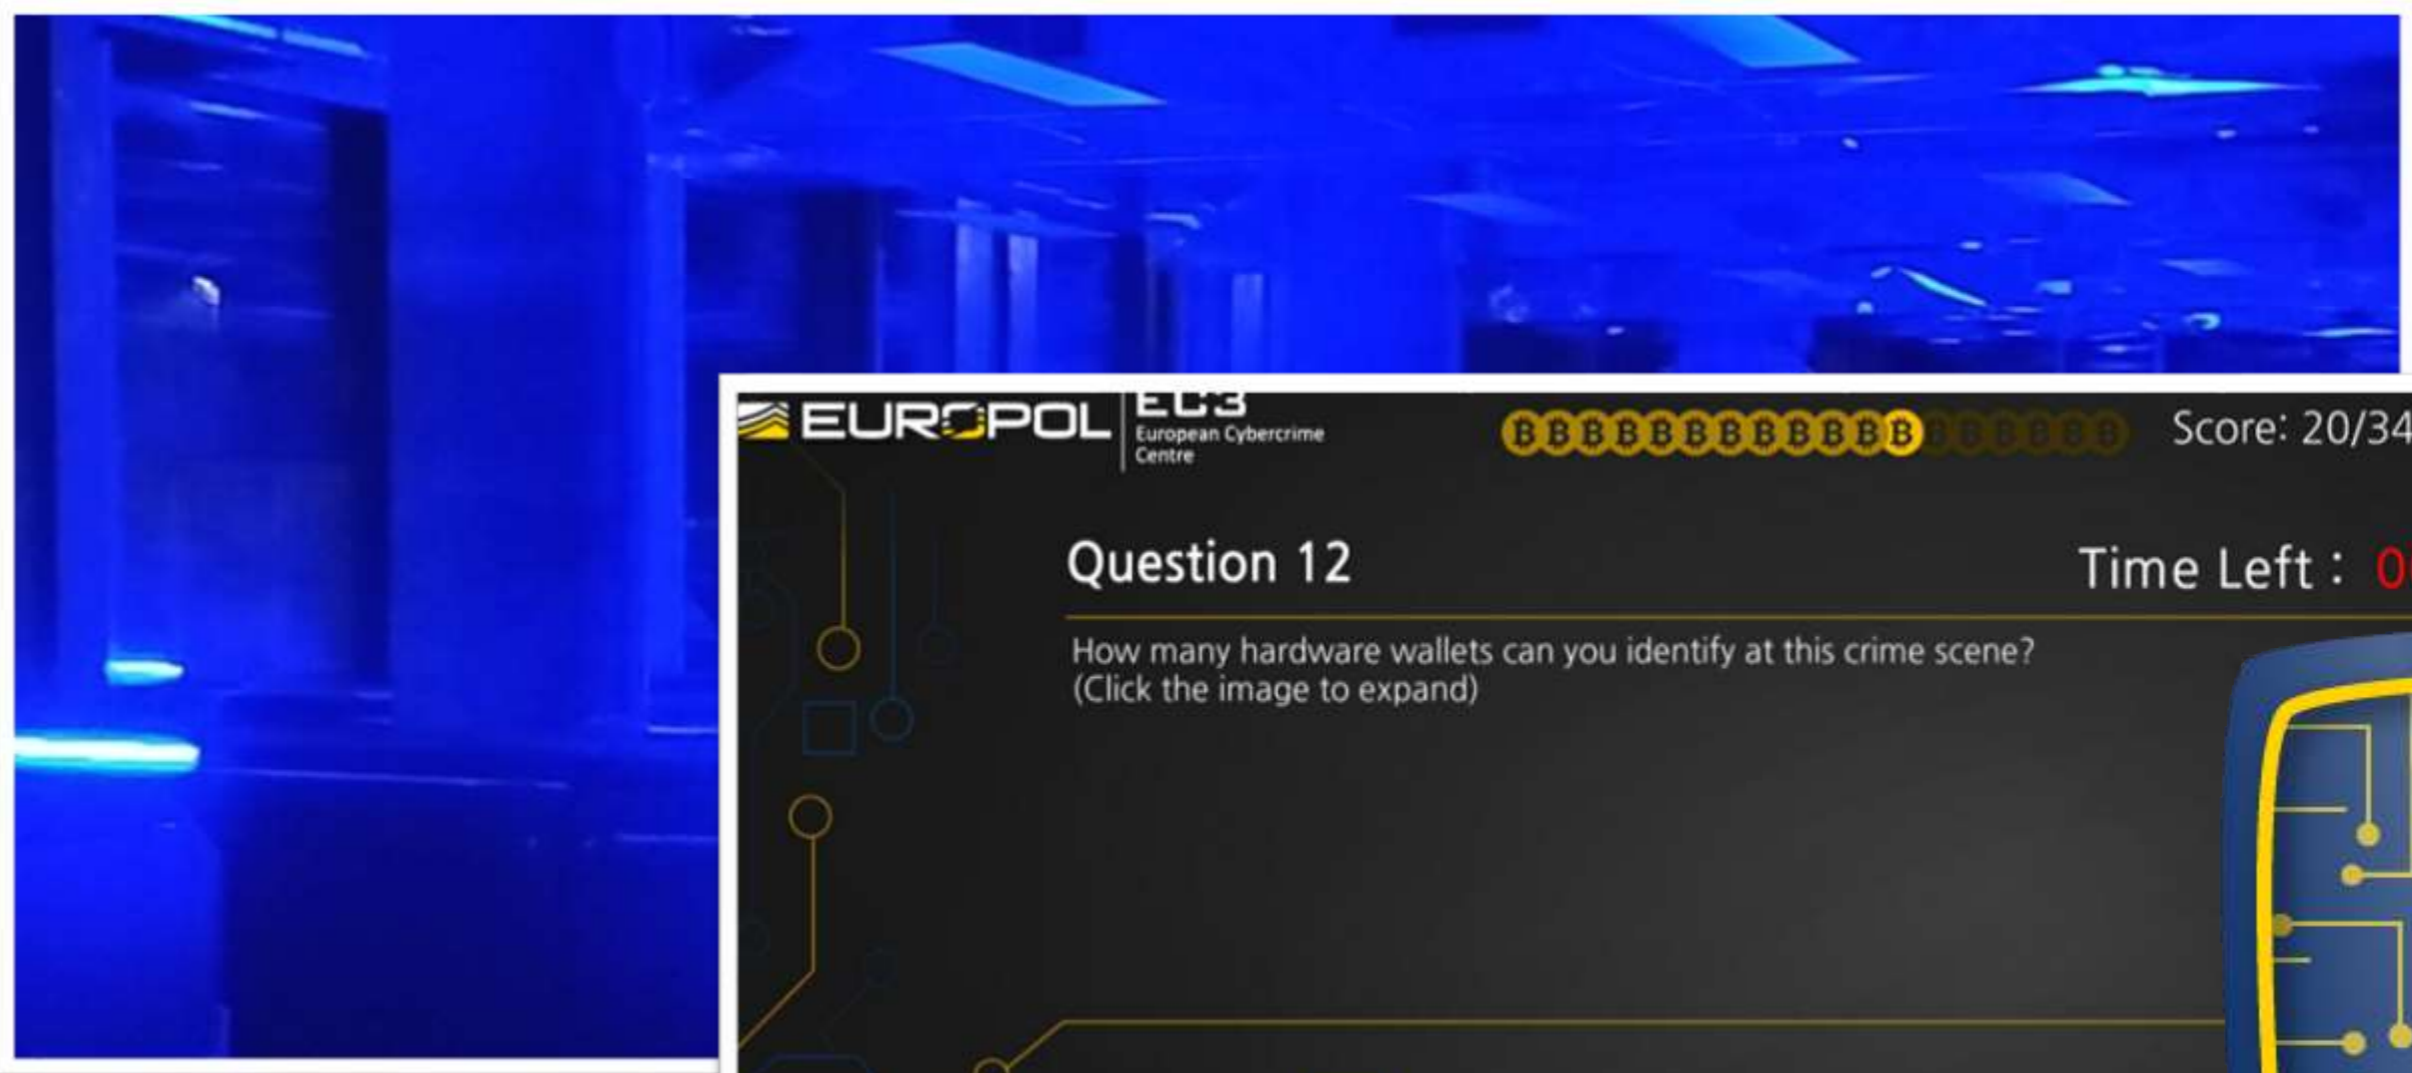 EUROPOL
EC3
European Cybercrime
Centre
Score: 20/34
Question 12
Time Left :
How many hardware wallets can you identify at this crime scene?
(Click the image to expand)